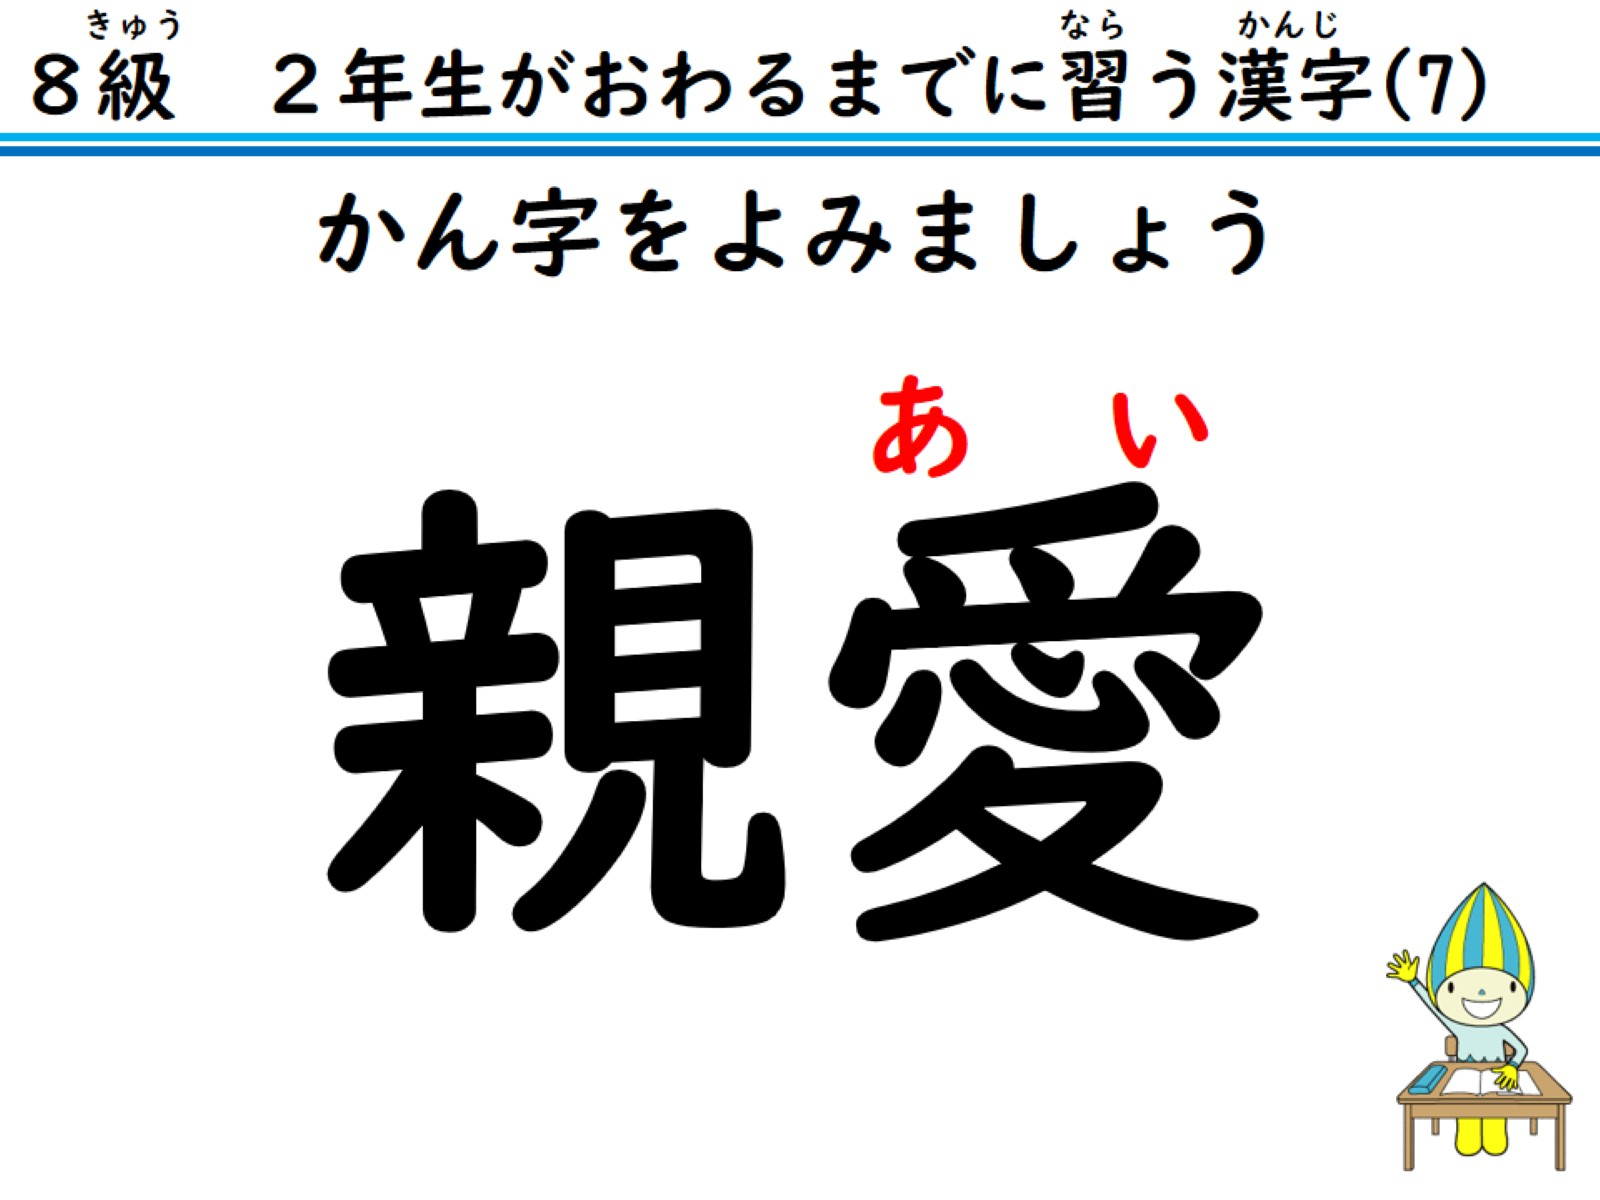 きゅう なら かんじ
８級　２年生がおわるまでに習う漢字(7)
かん字をよみましょう
あい
親愛